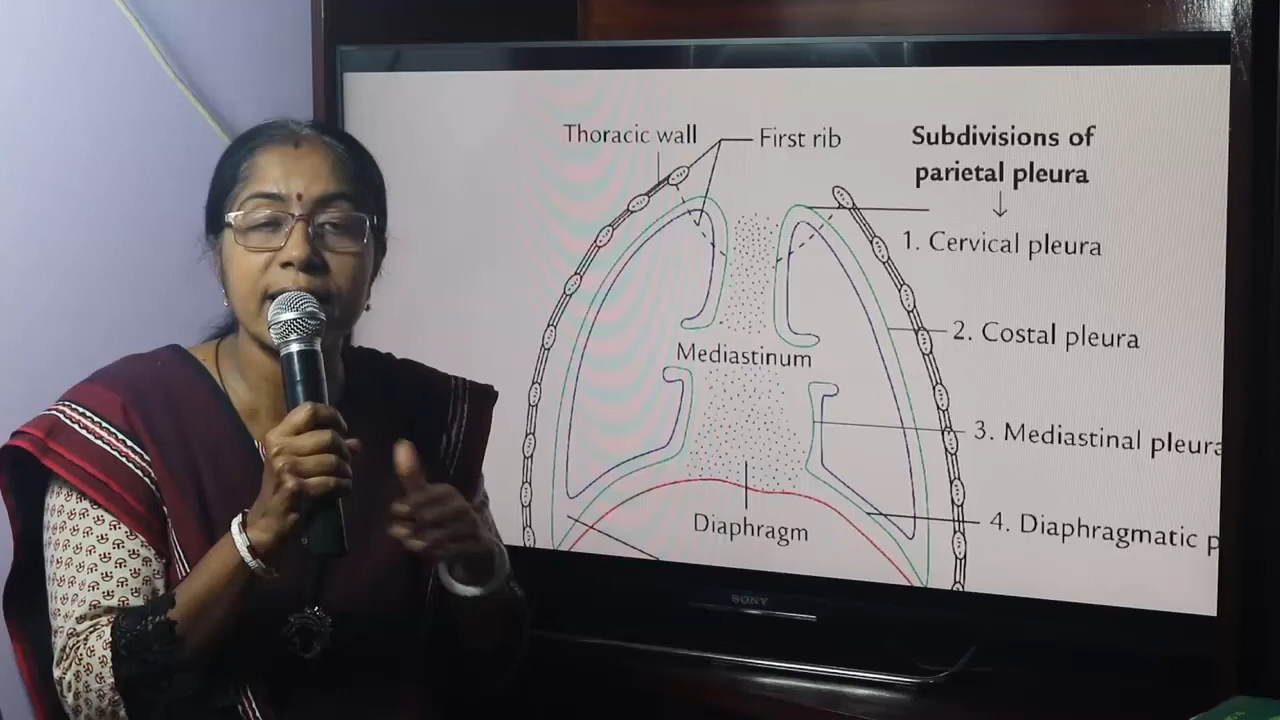 Thoracic wall
First rib
Subdivisions of
parietal pleura
1. Cervical pleura
2. Costal pleura
Mediastinum
3. Mediastinal pleura
4. Diaphragmatic p
Diaphragm
SONY